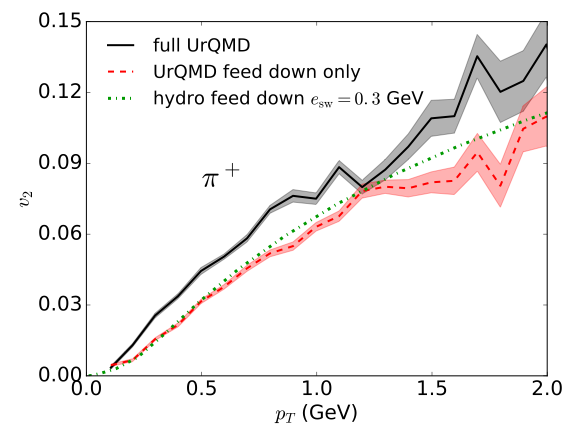 0.15
0.12
0.09
0.06
0.03
0.00
v₂
full UrQMD
UrQMD feed down only
hydro feed down e_sw = 0.3 GeV
π⁺
0.0 0.5 1.0 1.5 2.0
p_T (GeV)